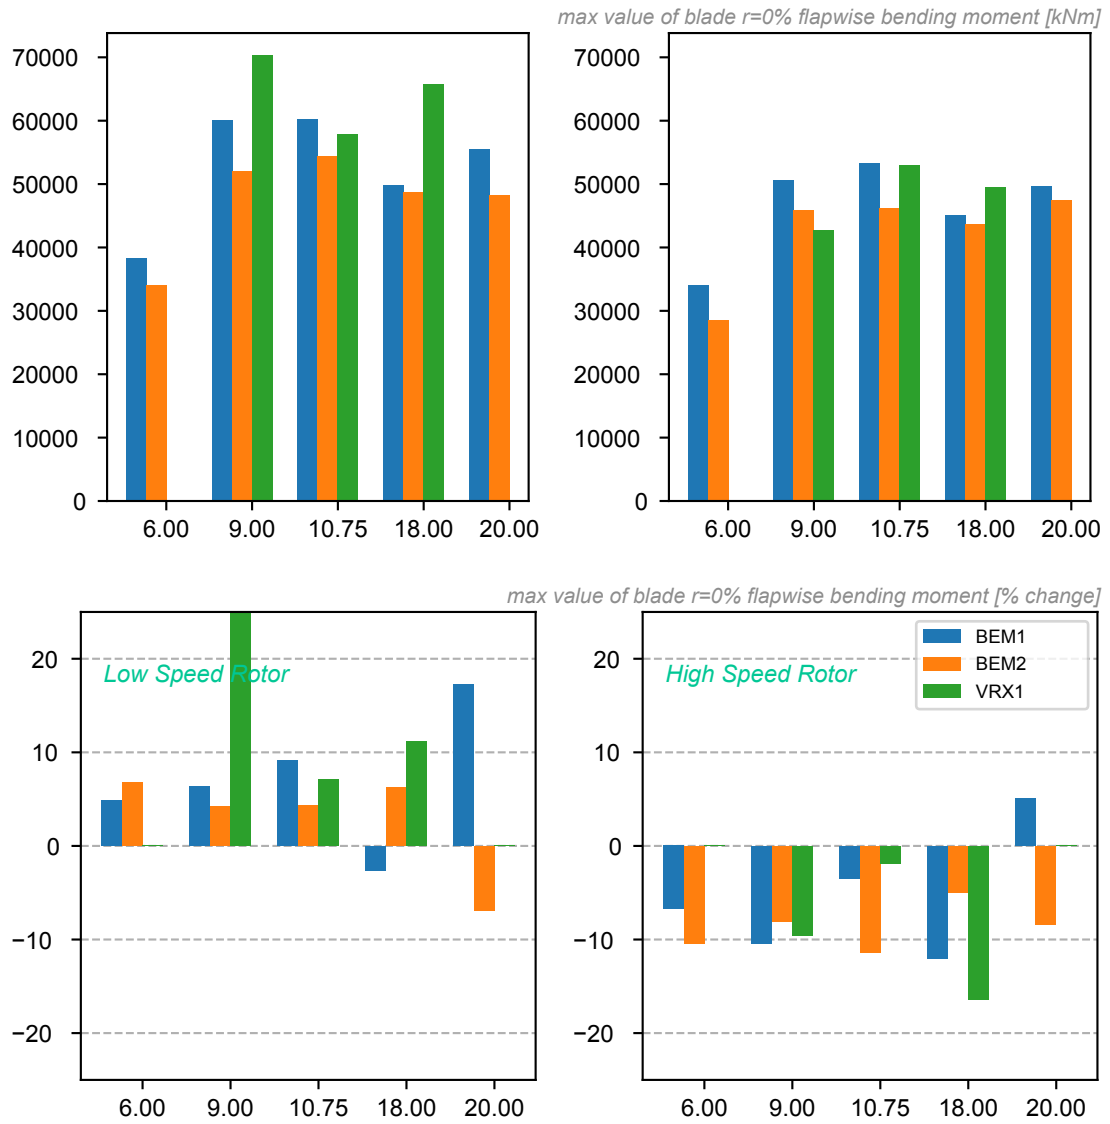 max value of blade r=0% flapwise bending moment [kNm]
70000
60000
50000
40000
30000
20000
10000
0
6.00 9.00 10.75 18.00 20.00
70000
60000
50000
40000
30000
20000
10000
0
6.00 9.00 10.75 18.00 20.00
max value of blade r=0% flapwise bending moment [% change]
Low Speed Rotor
20
10
0
−10
−20
6.00 9.00 10.75 18.00 20.00
High Speed Rotor
BEM1
BEM2
VRX1
20
10
0
−10
−20
6.00 9.00 10.75 18.00 20.00